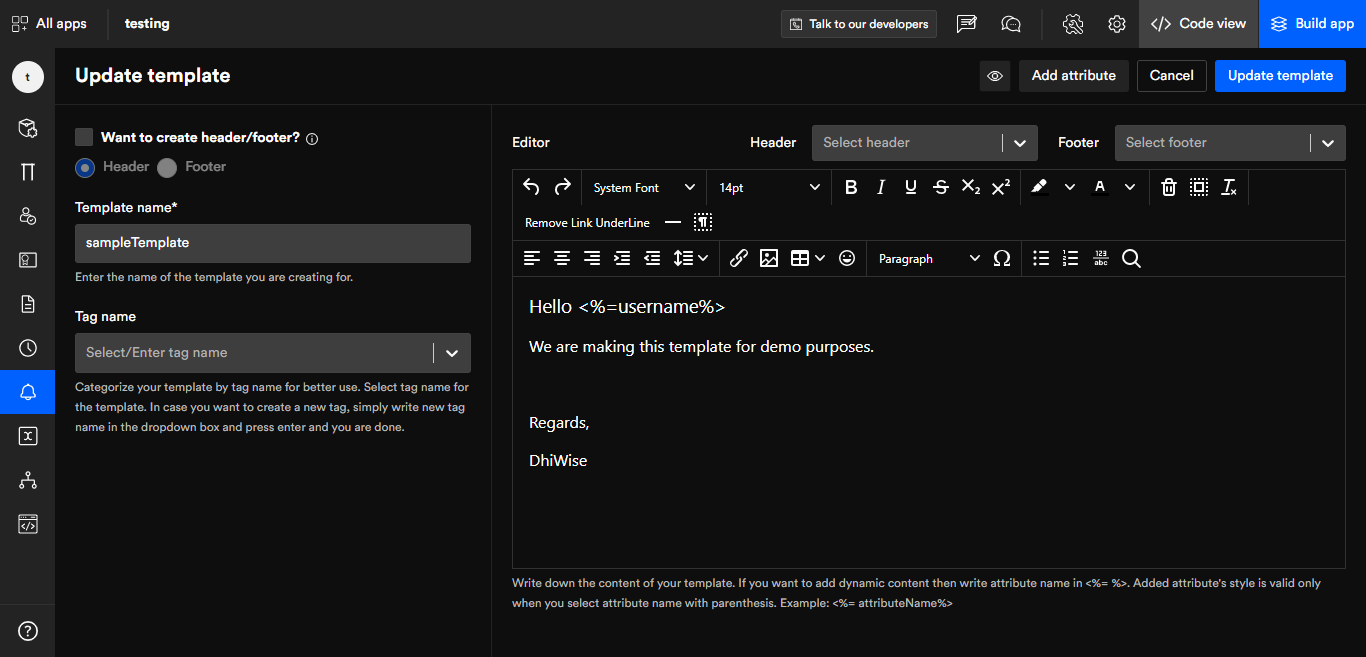 All apps
testing
Talk to our developers
Code view
Build app
t
Update template
Add attribute
Cancel
Update template
Want to create header/footer?
Header
Footer
Template name*
sampleTemplate
Enter the name of the template you are creating for.
Tag name
Select/Enter tag name
Categorize your template by tag name for better use. Select tag name for
the template. In case you want to create a new tag, simply write new tag
name in the dropdown box and press enter and you are done.
Editor
Header
Select header
Footer
Select footer
System Font
14pt
Remove Link UnderLine
Paragraph
Hello <%=username%>
We are making this template for demo purposes.
Regards,
DhiWise
Write down the content of your template. If you want to add dynamic content then write attribute name in <%= %>. Added attribute's style is valid only
when you select attribute name with parenthesis. Example: <%= attributeName%>